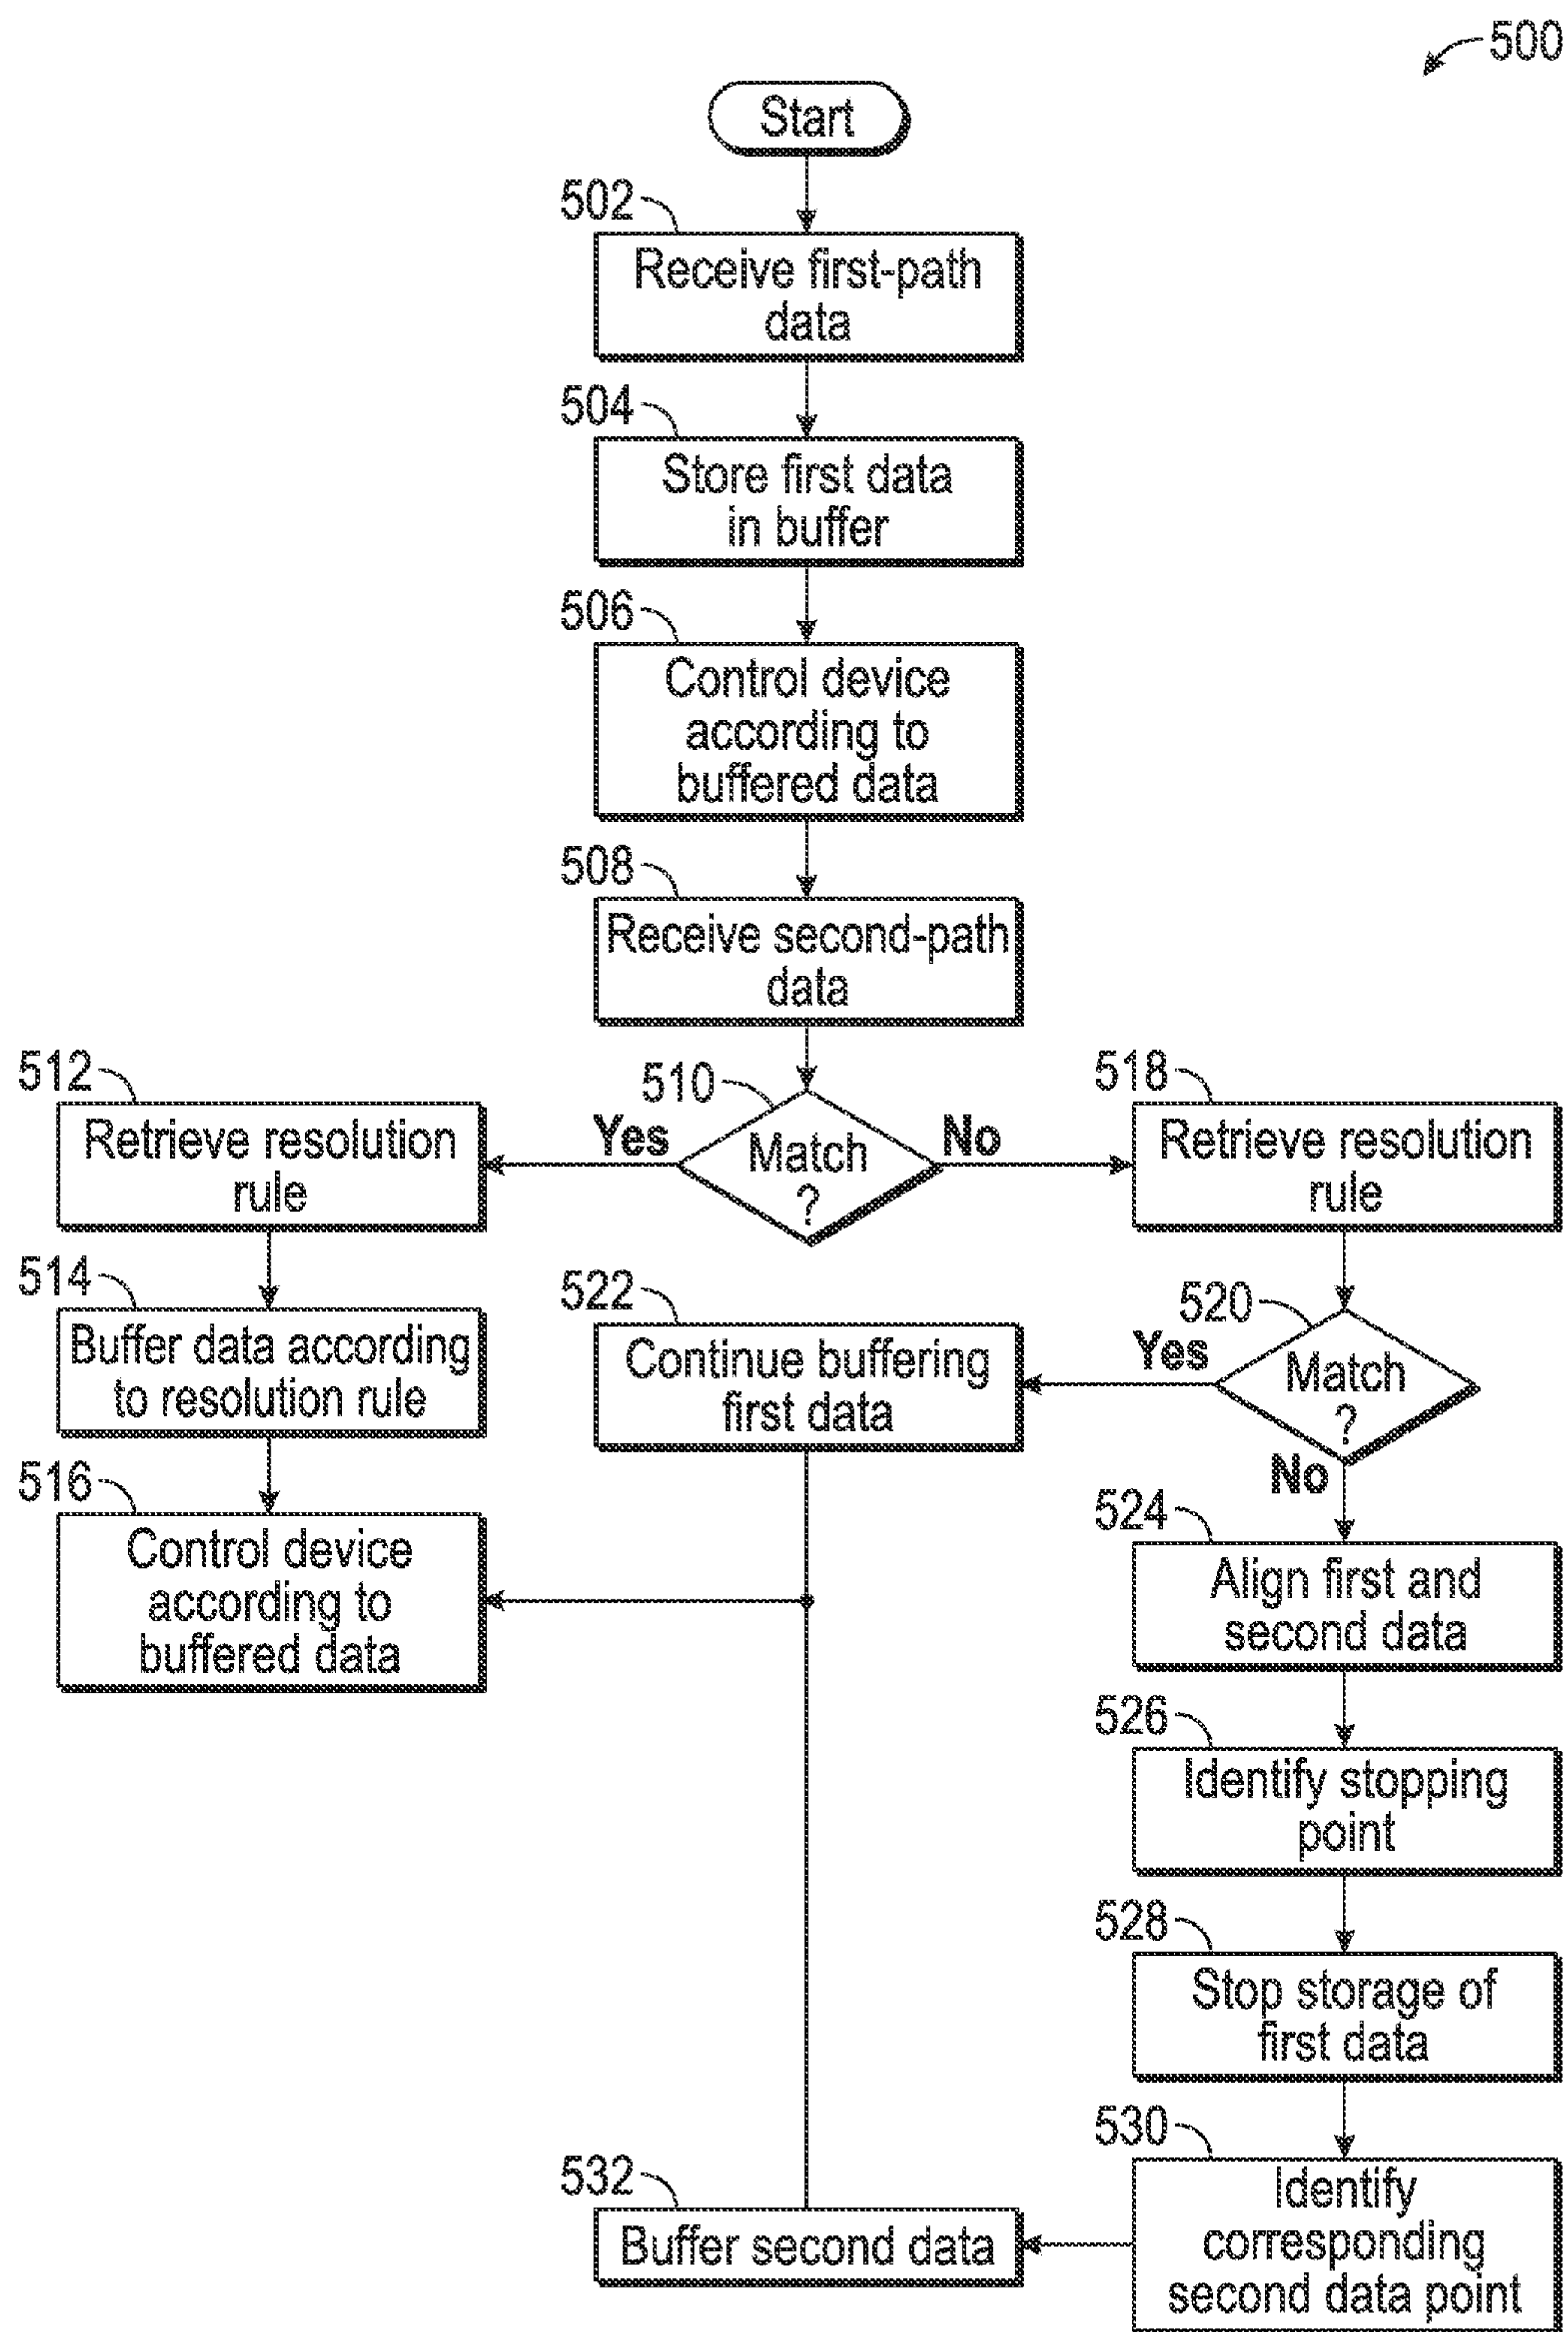 500
Start
502
Receive first-path
data
504
Store first data
in buffer
506
Control device
according to
buffered data
508
Receive second-path
data
510
Match
?
Yes
No
512
Retrieve resolution
rule
514
Buffer data according
to resolution rule
516
Control device
according to
buffered data
518
Retrieve resolution
rule
520
Match
?
Yes
No
522
Continue buffering
first data
524
Align first and
second data
526
Identify stopping
point
528
Stop storage of
first data
530
Identify
corresponding
second data point
532
Buffer second data